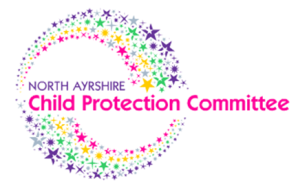 NORTH AYRSHIRE
Child Protection Committee